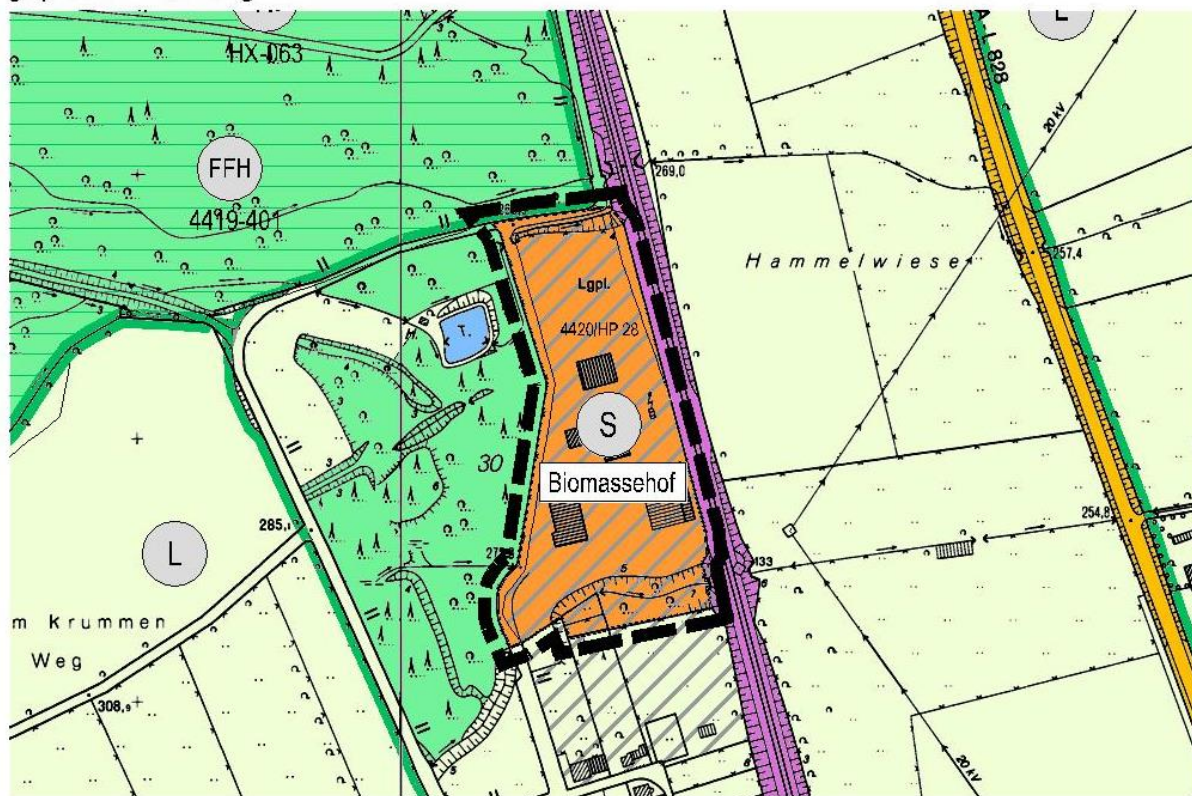 HX-063
L
A - L 828
20 kV
FFH
4419-401
269,0
Hammelwiese
257,4
Lgpl.
4420/HP 28
T.
S
30
Biomassehof
285,1
254,8
L
133
m Krummen
Weg
308,9
20 kV